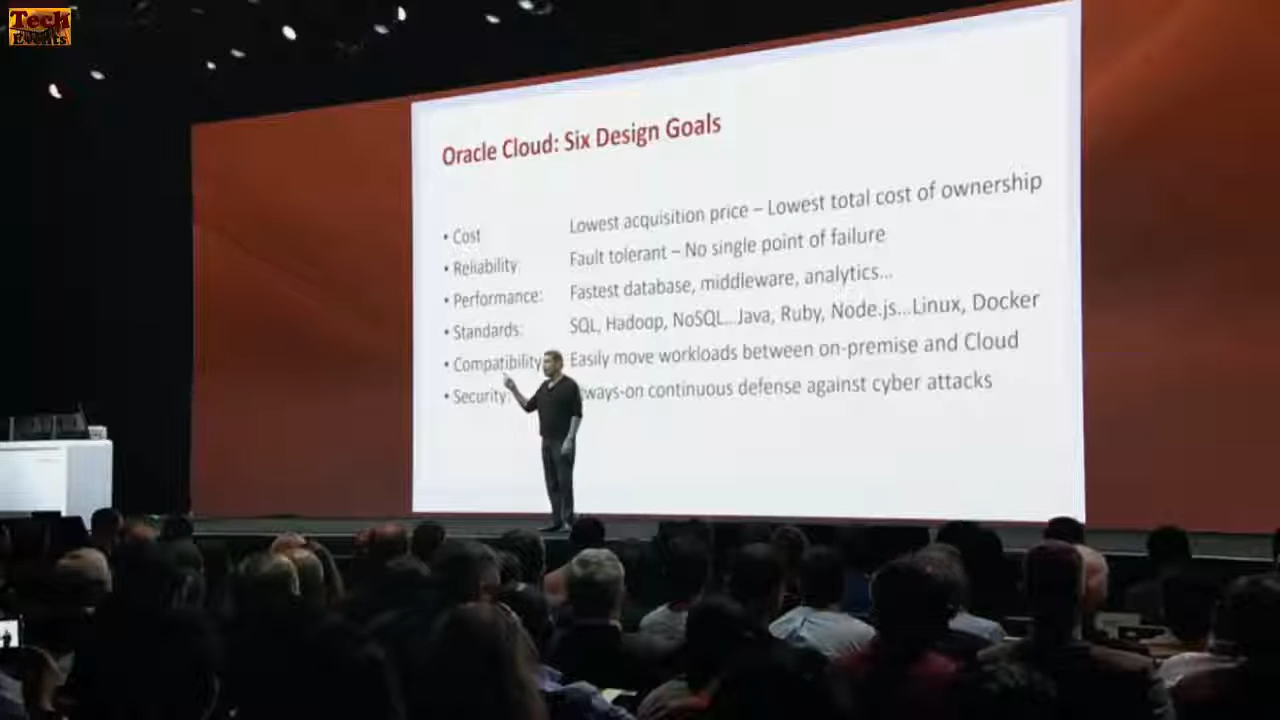 Tech
Events
Oracle Cloud: Six Design Goals
• Cost Lowest acquisition price – Lowest total cost of ownership
• Reliability Fault tolerant – No single point of failure
• Performance: Fastest database, middleware, analytics...
• Standards: SQL, Hadoop, NoSQL...Java, Ruby, Node.js...Linux, Docker
• Compatibility Easily move workloads between on-premise and Cloud
• Security: ways-on continuous defense against cyber attacks